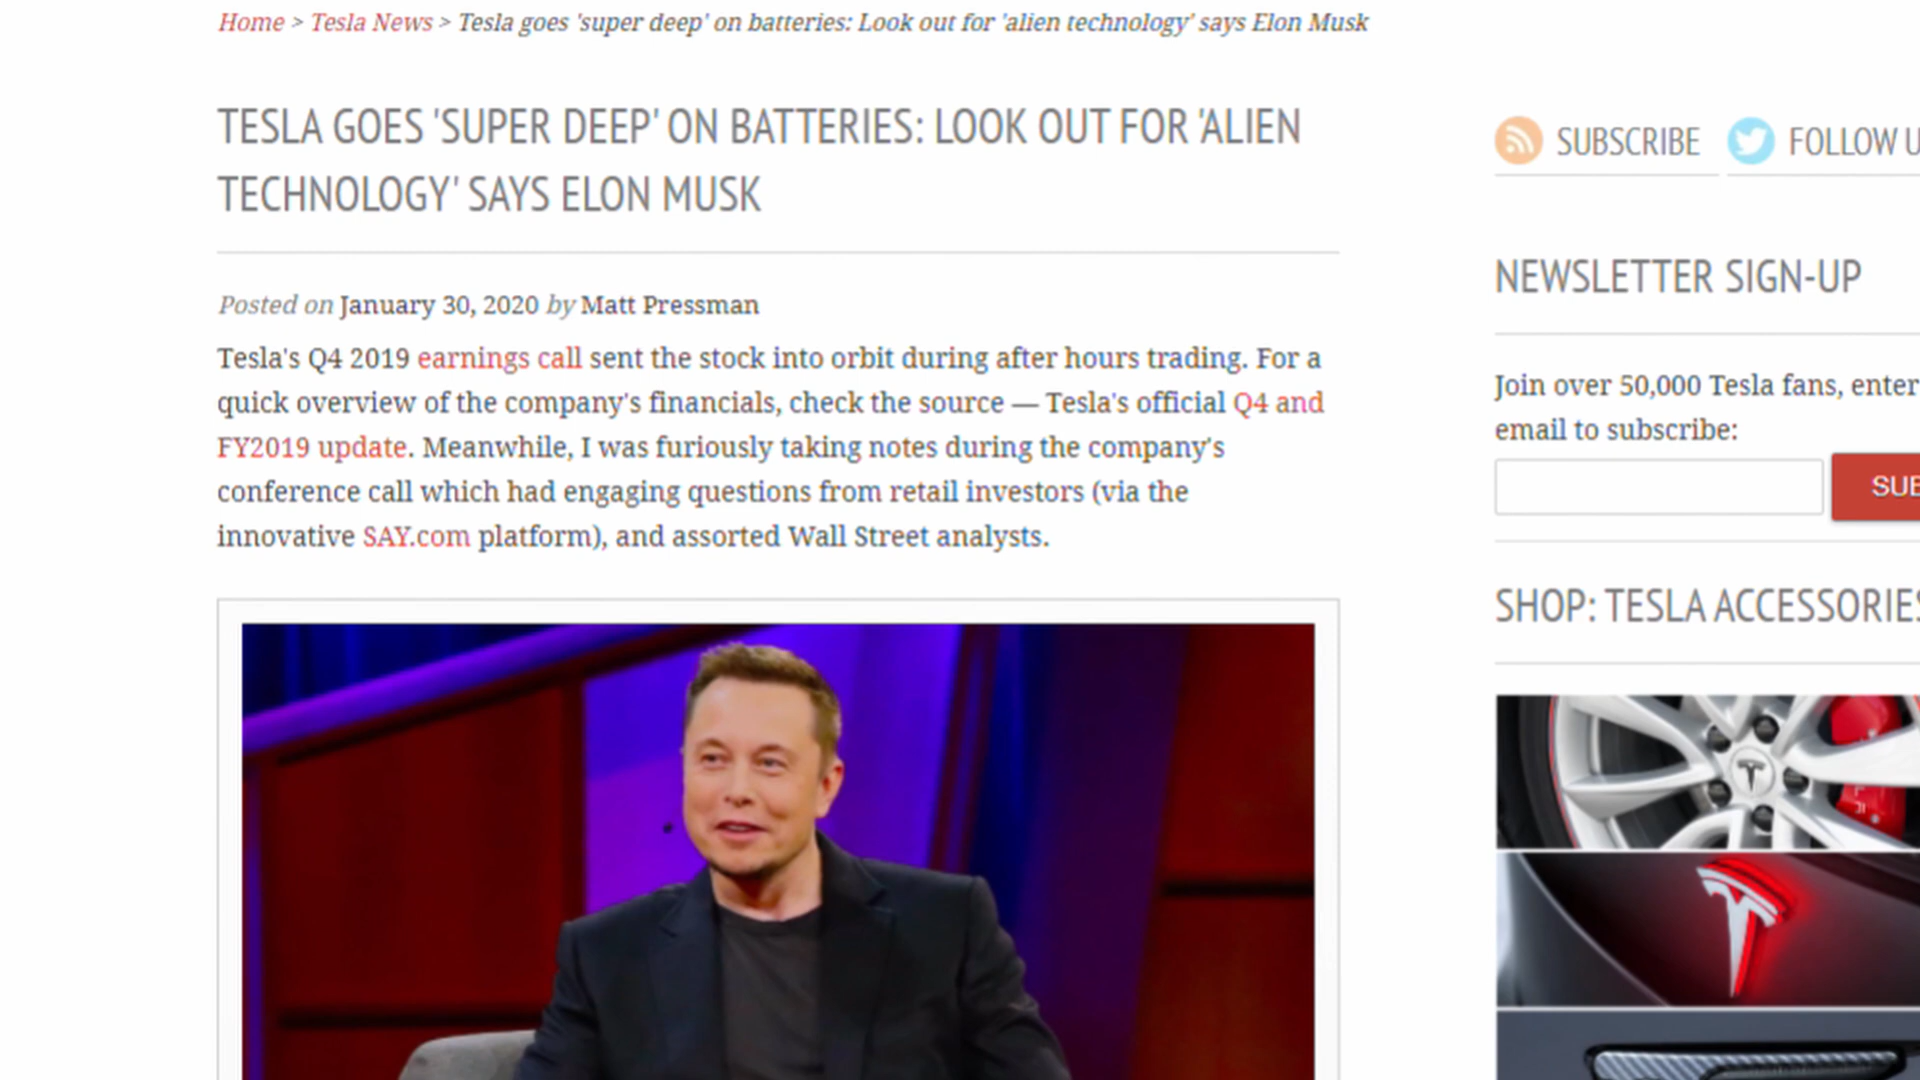 Home > Tesla News > Tesla goes 'super deep' on batteries: Look out for 'alien technology' says Elon Musk
TESLA GOES 'SUPER DEEP' ON BATTERIES: LOOK OUT FOR 'ALIEN
TECHNOLOGY' SAYS ELON MUSK
Posted on January 30, 2020 by Matt Pressman
Tesla's Q4 2019 earnings call sent the stock into orbit during after hours trading. For a
quick overview of the company's financials, check the source — Tesla's official Q4 and
FY2019 update. Meanwhile, I was furiously taking notes during the company's
conference call which had engaging questions from retail investors (via the
innovative SAY.com platform), and assorted Wall Street analysts.
SUBSCRIBE FOLLOW U
NEWSLETTER SIGN-UP
Join over 50,000 Tesla fans, enter
email to subscribe:
SUB
SHOP: TESLA ACCESSORIES